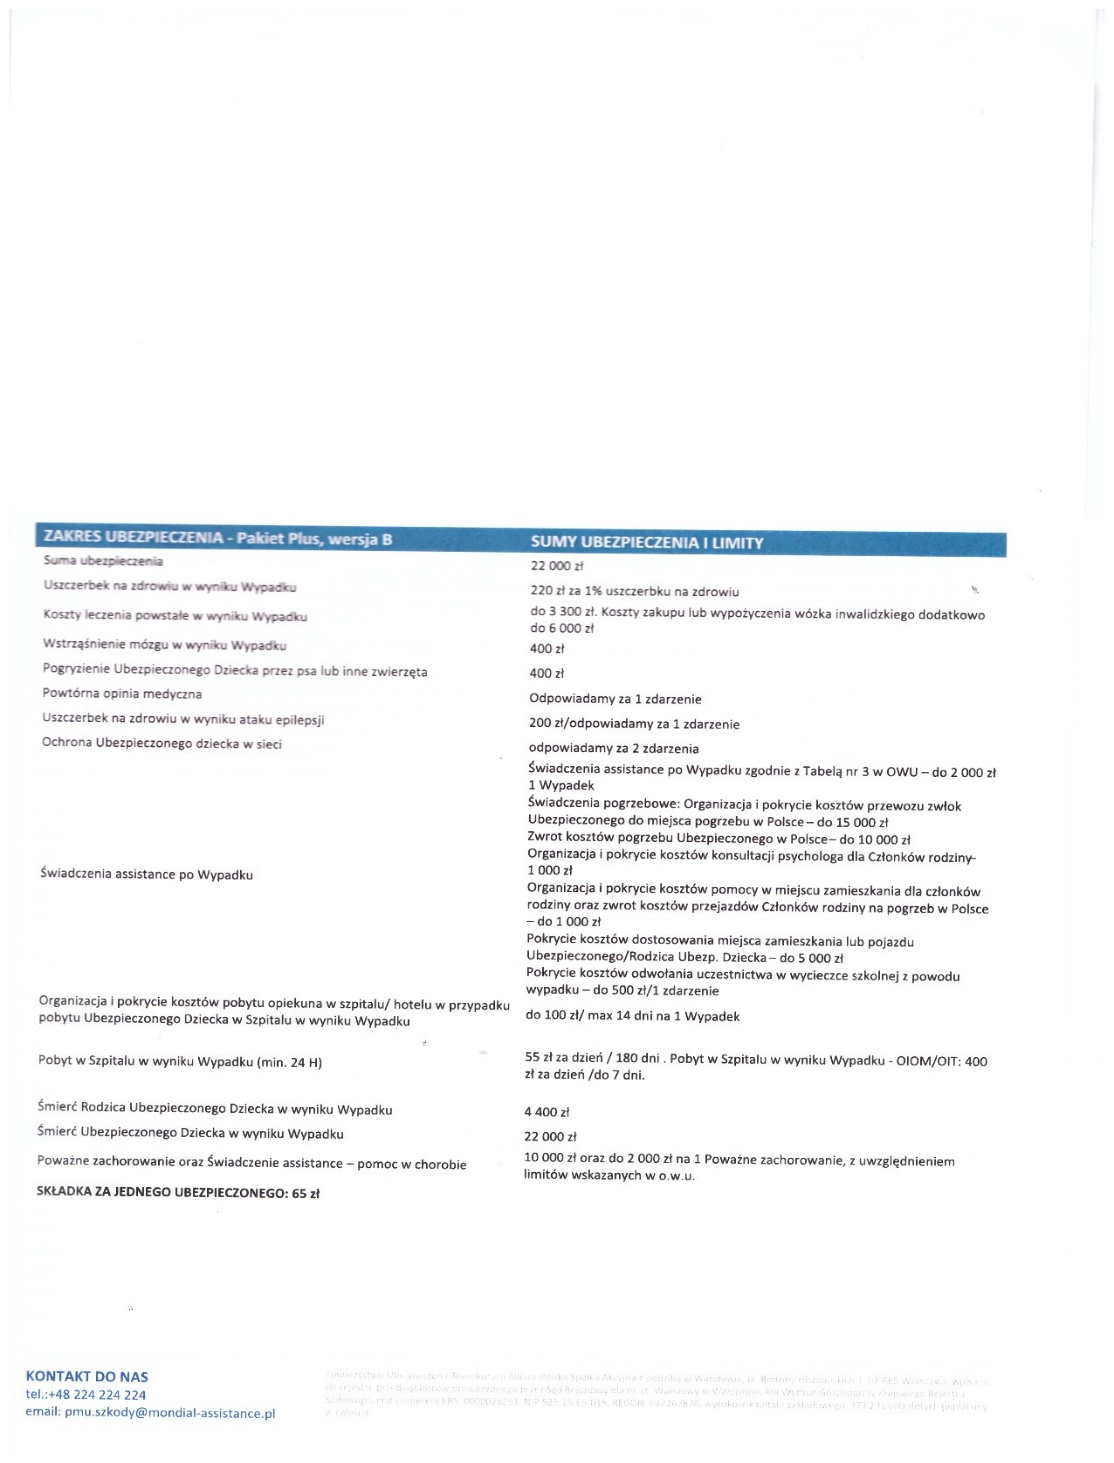 ZAKRES UBEZPIECZENIA - Pakiet Plus, wersja B
SUMY UBEZPIECZENIA I LIMITY
Suma ubezpieczenia
22 000 zł
Uszczerbek na zdrowiu w wyniku Wypadku
220 zł za 1% uszczerbku na zdrowiu
Koszty leczenia powstałe w wyniku Wypadku
do 3 300 zł. Koszty zakupu lub wypożyczenia wózka inwalidzkiego dodatkowo
do 6 000 zł
Wstrząśnienie mózgu w wyniku Wypadku
400 zł
Pogryzienie Ubezpieczonego Dziecka przez psa lub inne zwierzęta
400 zł
Powtórna opinia medyczna
Odpowiadamy za 1 zdarzenie
Uszczerbek na zdrowiu w wyniku ataku epilepsji
200 zł/odpowiadamy za 1 zdarzenie
Ochrona Ubezpieczonego dziecka w sieci
odpowiadamy za 2 zdarzenia
Świadczenia assistance po Wypadku
Świadczenia assistance po Wypadku zgodnie z Tabelą nr 3 w OWU – do 2 000 zł
1 Wypadek
Świadczenia pogrzebowe: Organizacja i pokrycie kosztów przewozu zwłok
Ubezpieczonego do miejsca pogrzebu w Polsce – do 15 000 zł
Zwrot kosztów pogrzebu Ubezpieczonego w Polsce– do 10 000 zł
Organizacja i pokrycie kosztów konsultacji psychologa dla Członków rodziny-
1 000 zł
Organizacja i pokrycie kosztów pomocy w miejscu zamieszkania dla członków
rodziny oraz zwrot kosztów przejazdów Członków rodziny na pogrzeb w Polsce
– do 1 000 zł
Pokrycie kosztów dostosowania miejsca zamieszkania lub pojazdu
Ubezpieczonego/Rodzica Ubezp. Dziecka – do 5 000 zł
Pokrycie kosztów odwołania uczestnictwa w wycieczce szkolnej z powodu
wypadku – do 500 zł/1 zdarzenie
Organizacja i pokrycie kosztów pobytu opiekuna w szpitalu/ hotelu w przypadku
pobytu Ubezpieczonego Dziecka w Szpitalu w wyniku Wypadku
do 100 zł/ max 14 dni na 1 Wypadek
Pobyt w Szpitalu w wyniku Wypadku (min. 24 H)
55 zł za dzień / 180 dni . Pobyt w Szpitalu w wyniku Wypadku - OIOM/OIT: 400
zł za dzień /do 7 dni.
Śmierć Rodzica Ubezpieczonego Dziecka w wyniku Wypadku
4 400 zł
Śmierć Ubezpieczonego Dziecka w wyniku Wypadku
22 000 zł
Poważne zachorowanie oraz Świadczenie assistance – pomoc w chorobie
10 000 zł oraz do 2 000 zł na 1 Poważne zachorowanie, z uwzględnieniem
limitów wskazanych w o.w.u.
SKŁADKA ZA JEDNEGO UBEZPIECZONEGO: 65 zł
KONTAKT DO NAS
tel.:+48 224 224 224
email: pmu.szkody@mondial-assistance.pl